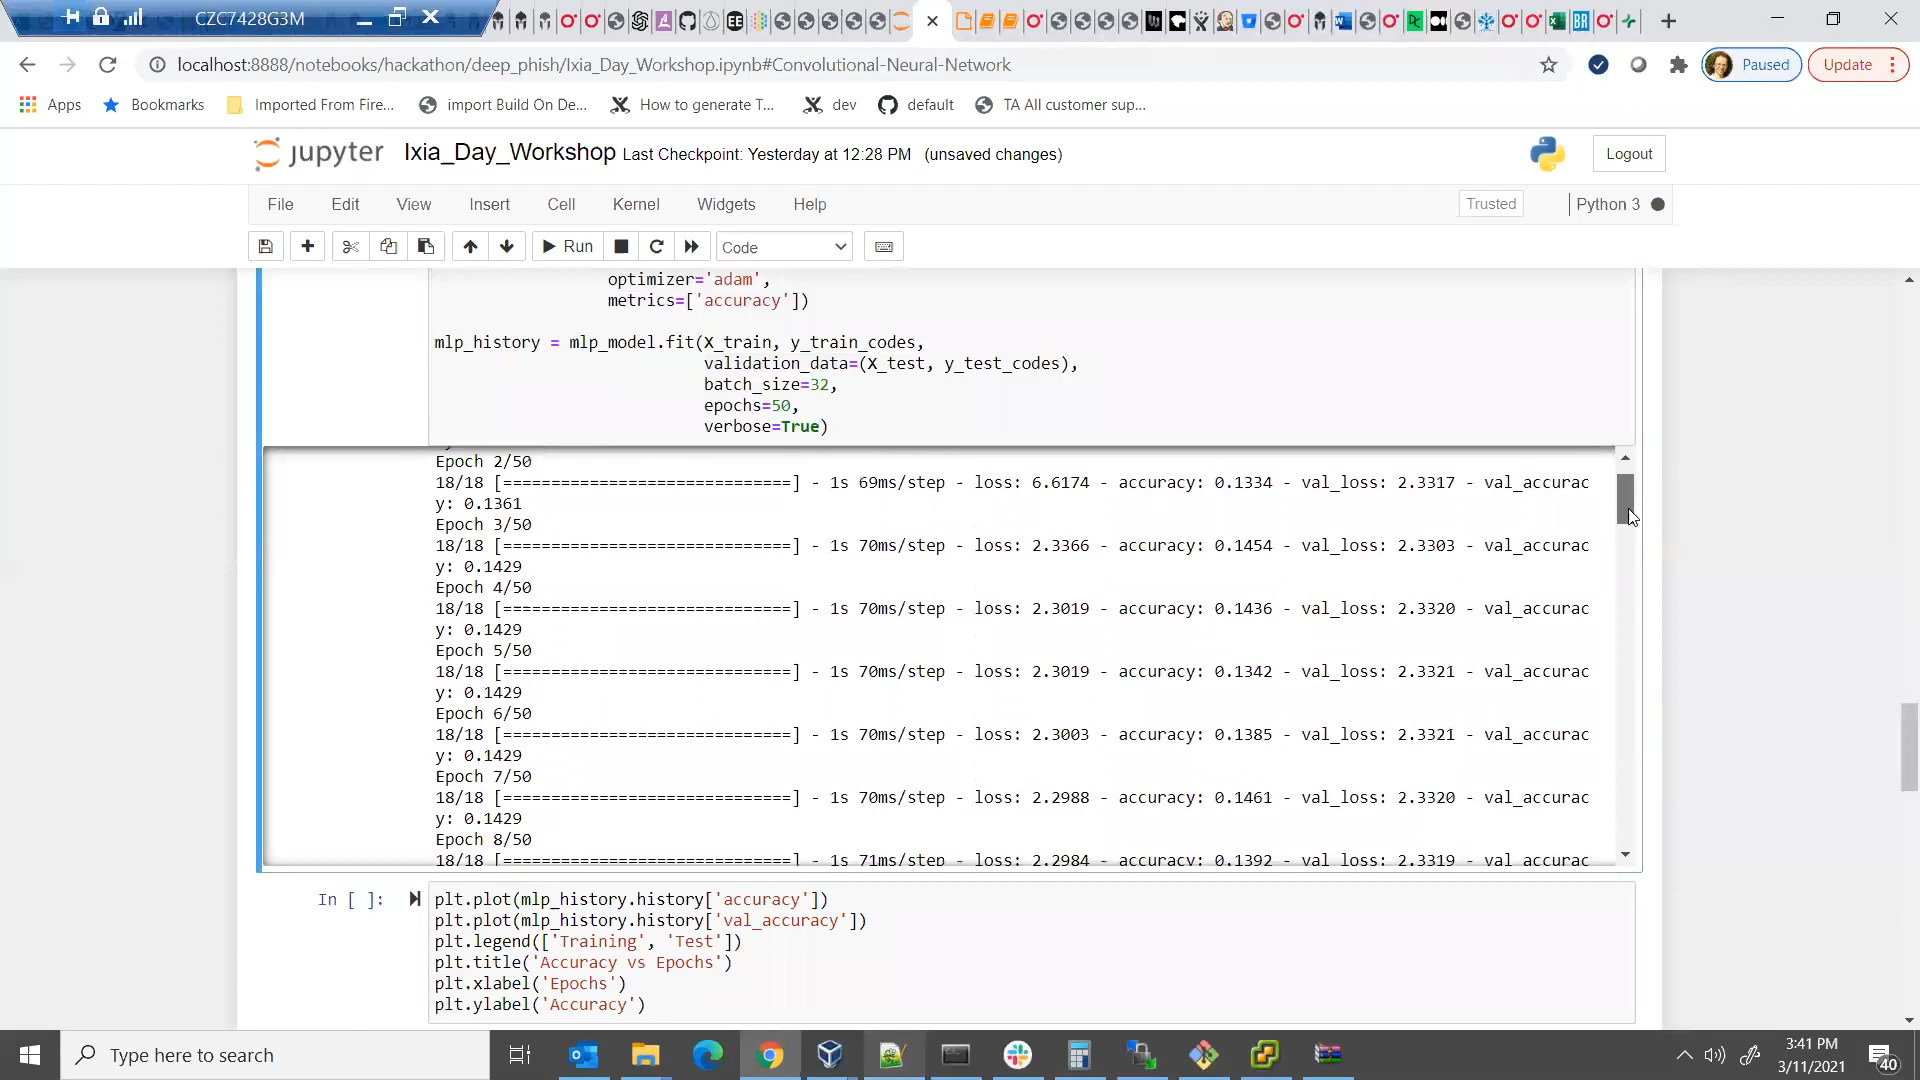 CZC7428G3M
localhost:8888/notebooks/hackathon/deep_phish/Ixia_Day_Workshop.ipynb#Convolutional-Neural-Network
Paused
Update
Apps
Bookmarks
Imported From Fire...
import Build On De...
How to generate T...
dev
default
TA All customer sup...
jupyter
Ixia_Day_Workshop Last Checkpoint: Yesterday at 12:28 PM (unsaved changes)
Logout
File Edit View Insert Cell Kernel Widgets Help
Trusted
Python 3
Run
Code
optimizer='adam',
metrics=['accuracy'])
mlp_history = mlp_model.fit(X_train, y_train_codes,
validation_data=(X_test, y_test_codes),
batch_size=32,
epochs=50,
verbose=True)
Epoch 2/50
18/18 [==============================] - 1s 69ms/step - loss: 6.6174 - accuracy: 0.1334 - val_loss: 2.3317 - val_accurac
y: 0.1361
Epoch 3/50
18/18 [==============================] - 1s 70ms/step - loss: 2.3366 - accuracy: 0.1454 - val_loss: 2.3303 - val_accurac
y: 0.1429
Epoch 4/50
18/18 [==============================] - 1s 70ms/step - loss: 2.3019 - accuracy: 0.1436 - val_loss: 2.3320 - val_accurac
y: 0.1429
Epoch 5/50
18/18 [==============================] - 1s 70ms/step - loss: 2.3019 - accuracy: 0.1342 - val_loss: 2.3321 - val_accurac
y: 0.1429
Epoch 6/50
18/18 [==============================] - 1s 70ms/step - loss: 2.3003 - accuracy: 0.1385 - val_loss: 2.3321 - val_accurac
y: 0.1429
Epoch 7/50
18/18 [==============================] - 1s 70ms/step - loss: 2.2988 - accuracy: 0.1461 - val_loss: 2.3320 - val_accurac
y: 0.1429
Epoch 8/50
18/18 [==============================] - 1s 71ms/step - loss: 2.2984 - accuracy: 0.1392 - val_loss: 2.3319 - val_accurac
In [ ]:
plt.plot(mlp_history.history['accuracy'])
plt.plot(mlp_history.history['val_accuracy'])
plt.legend(['Training', 'Test'])
plt.title('Accuracy vs Epochs')
plt.xlabel('Epochs')
plt.ylabel('Accuracy')
Type here to search
3:41 PM
3/11/2021
40